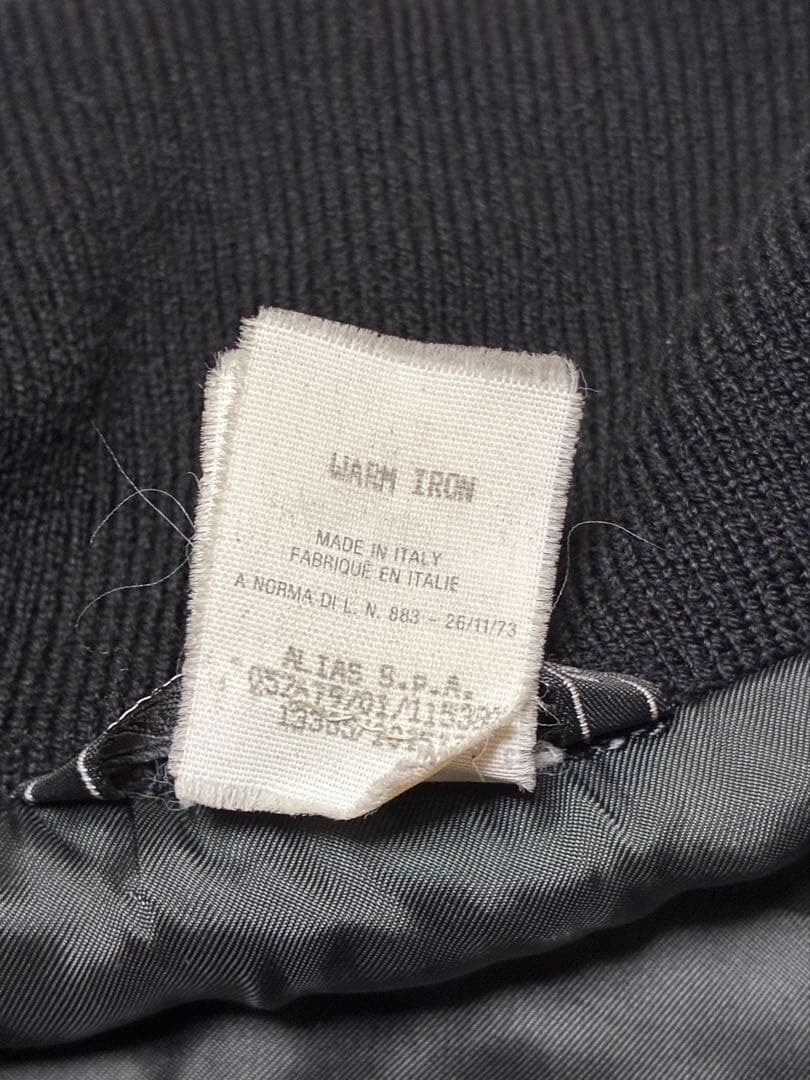 WARM IRON
MADE IN ITALY
FABRIQUÉ EN ITALIE
A NORMA DI L. N. 883 - 26/11/73
ALIAS S.P.A.